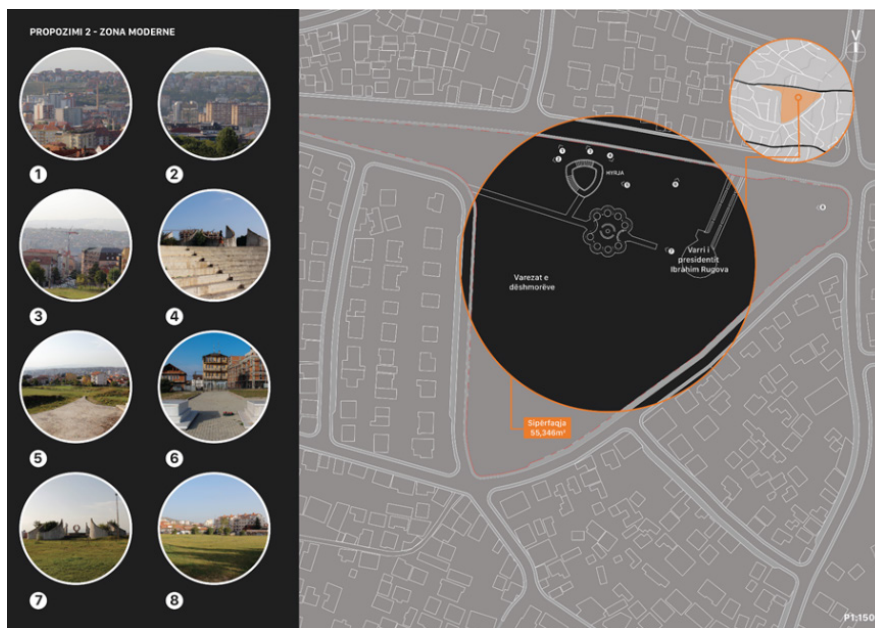 PROPOZIMI 2 - ZONA MODERNE
1
2
3
4
5
6
7
8
V
HYRJA
Varri i
presidentit
Ibrahim Rugova
Varezat e
dëshmorëve
Sipërfaqja
55,346m²
P1:150